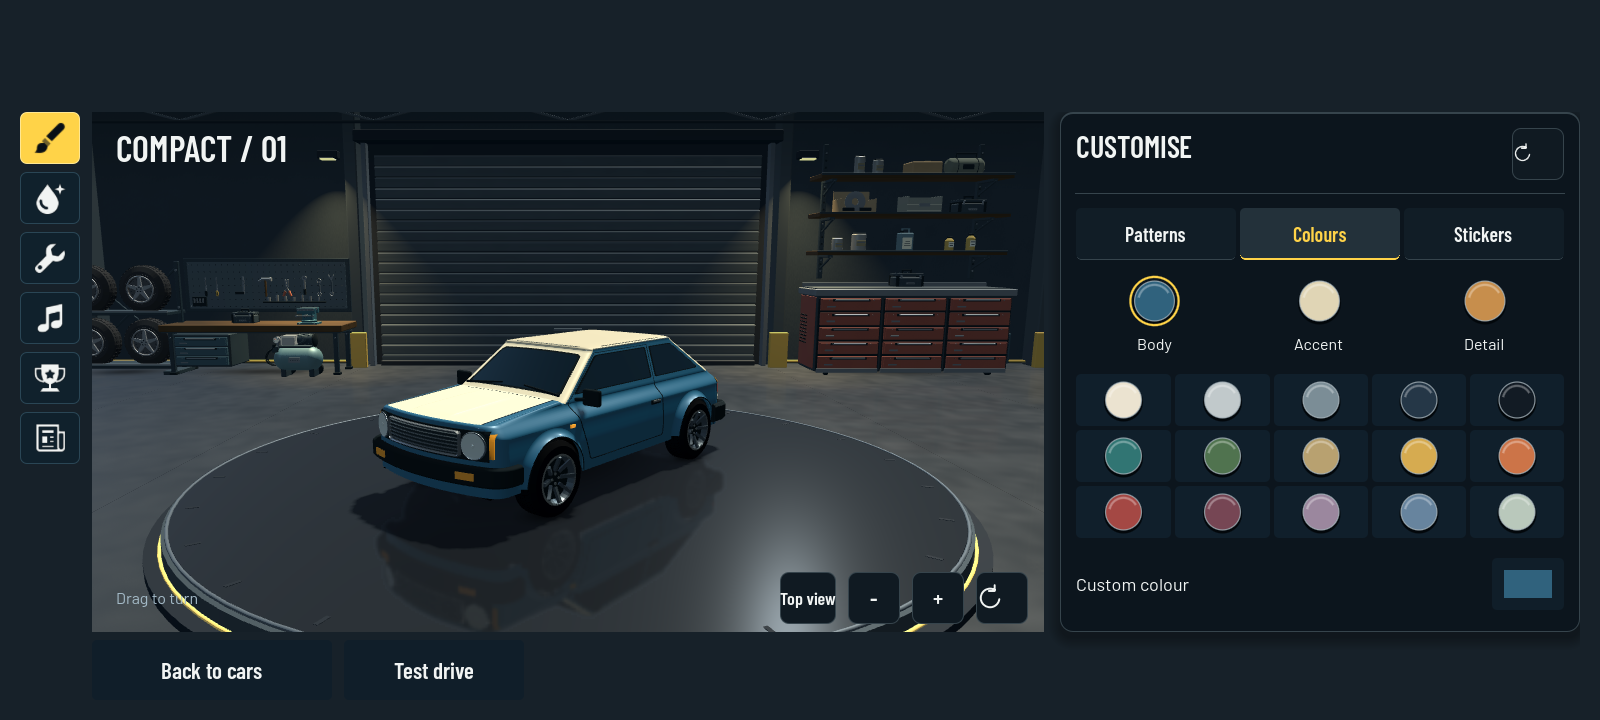 COMPACT / 01
CUSTOMISE
Patterns
Colours
Stickers
Body
Accent
Detail
Custom colour
Drag to turn
Top view
-
+
Back to cars
Test drive